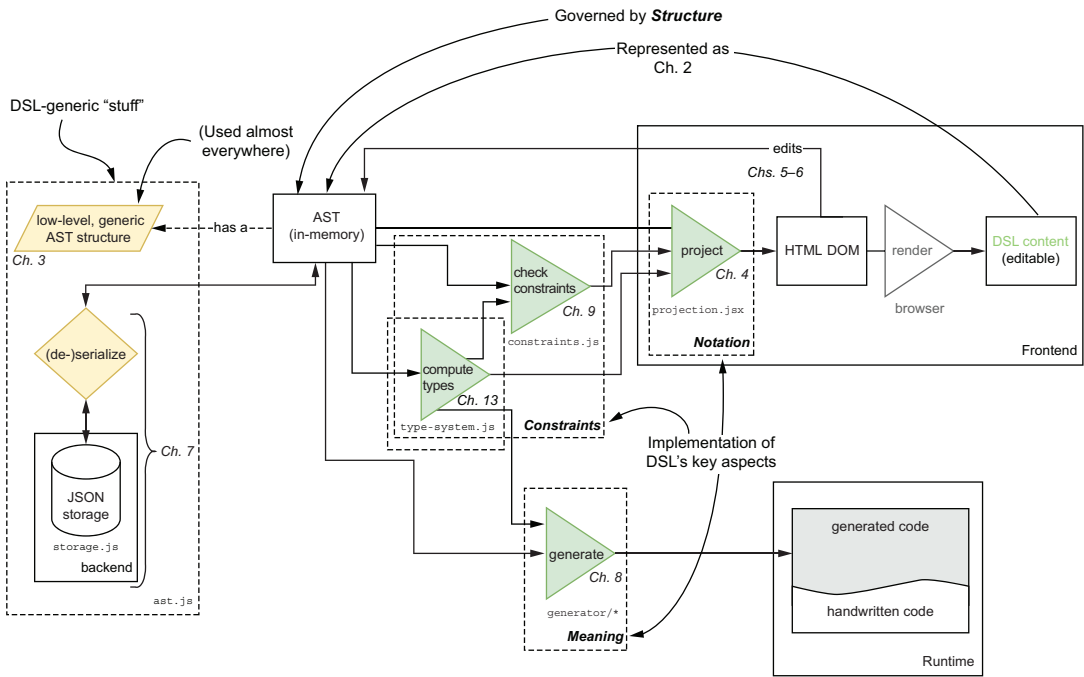 Governed by Structure
Represented as
Ch. 2
DSL-generic “stuff”
(Used almost
everywhere)
edits
Chs. 5–6
low-level, generic
AST structure
Ch. 3
has a
AST
(in-memory)
project
Ch. 4
projection.jsx
Notation
HTML DOM
render
browser
DSL content
(editable)
Frontend
check
constraints
Ch. 9
constraints.js
(de-)serialize
compute
types
Ch. 13
type-system.js
Constraints
Ch. 7
JSON
storage
storage.js
backend
ast.js
Implementation of
DSL’s key aspects
generate
Ch. 8
generator/*
Meaning
generated code
handwritten code
Runtime